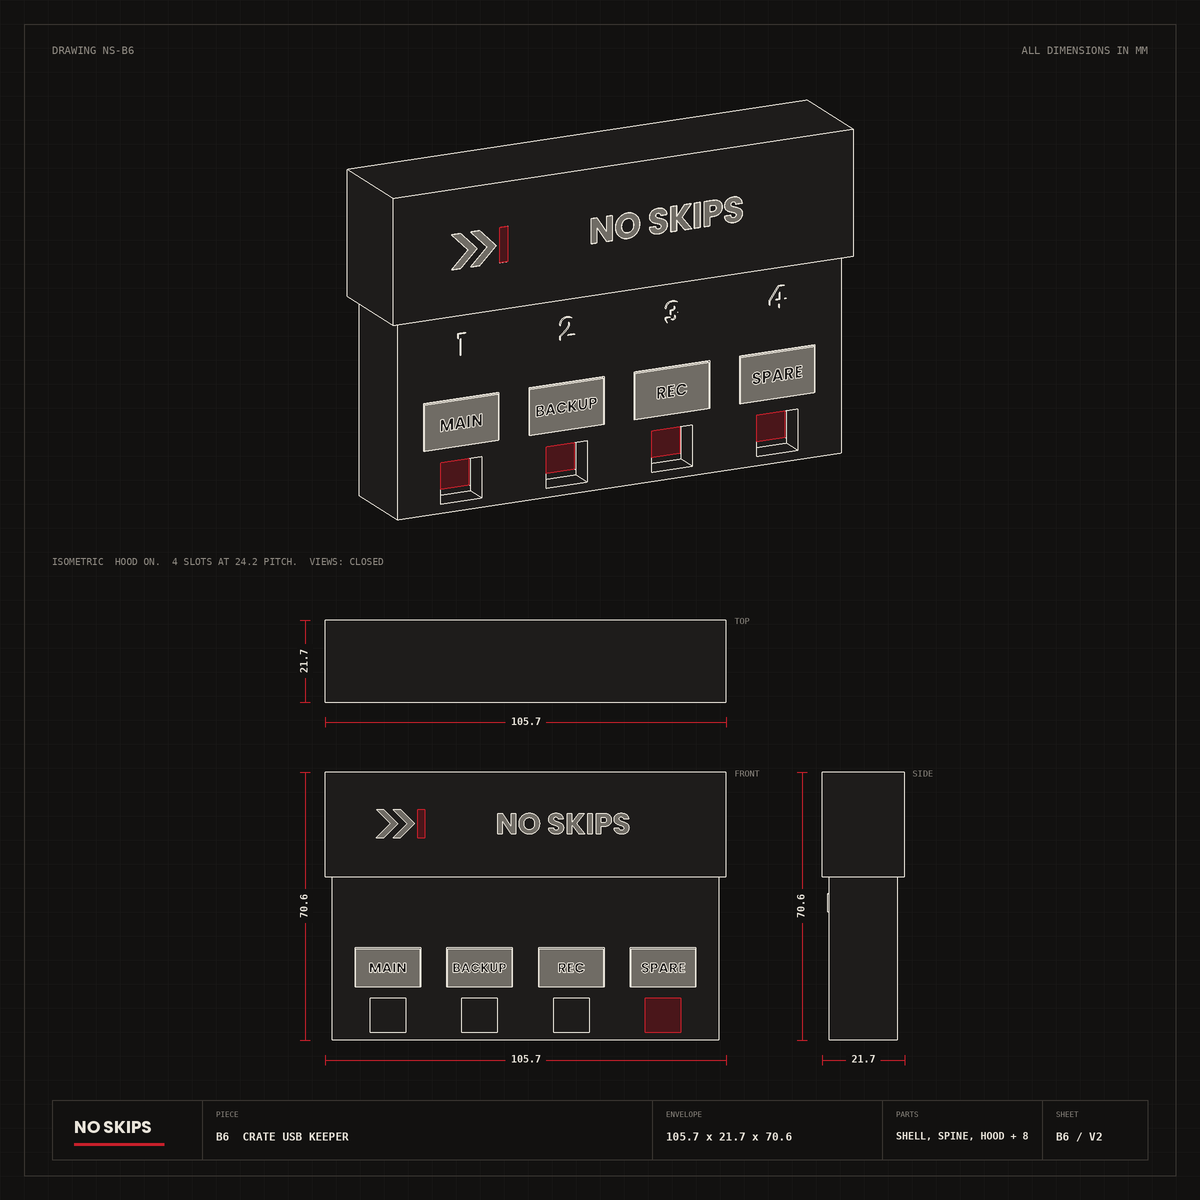 DRAWING NS-B6
ALL DIMENSIONS IN MM
NO SKIPS
1 2 3 4
MAIN BACKUP REC SPARE
ISOMETRIC HOOD ON. 4 SLOTS AT 24.2 PITCH. VIEWS: CLOSED
TOP
21.7
105.7
FRONT
SIDE
NO SKIPS
70.6
70.6
MAIN BACKUP REC SPARE
105.7
21.7
NO SKIPS
PIECE
B6 CRATE USB KEEPER
ENVELOPE
105.7 x 21.7 x 70.6
PARTS
SHELL, SPINE, HOOD + 8
SHEET
B6 / V2